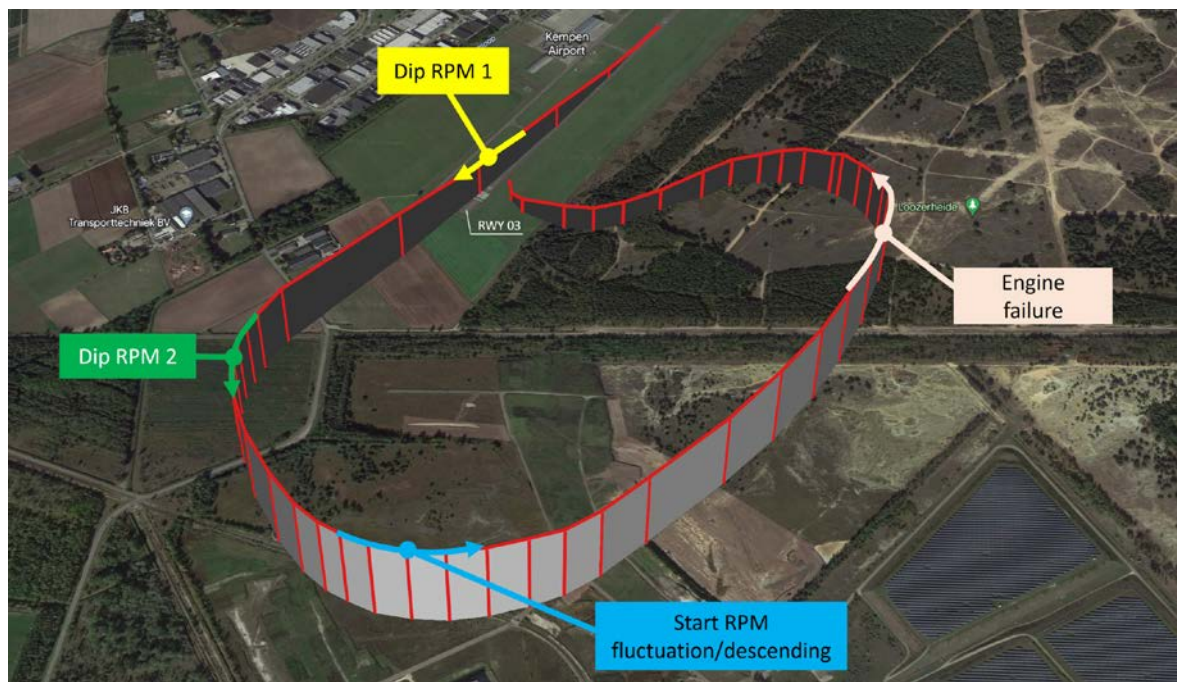 Kempen
Airport
Dip RPM 1
JKB
Transporttechniek BV
RWY 03
Loozerheide
Engine
failure
Dip RPM 2
Start RPM
fluctuation/descending